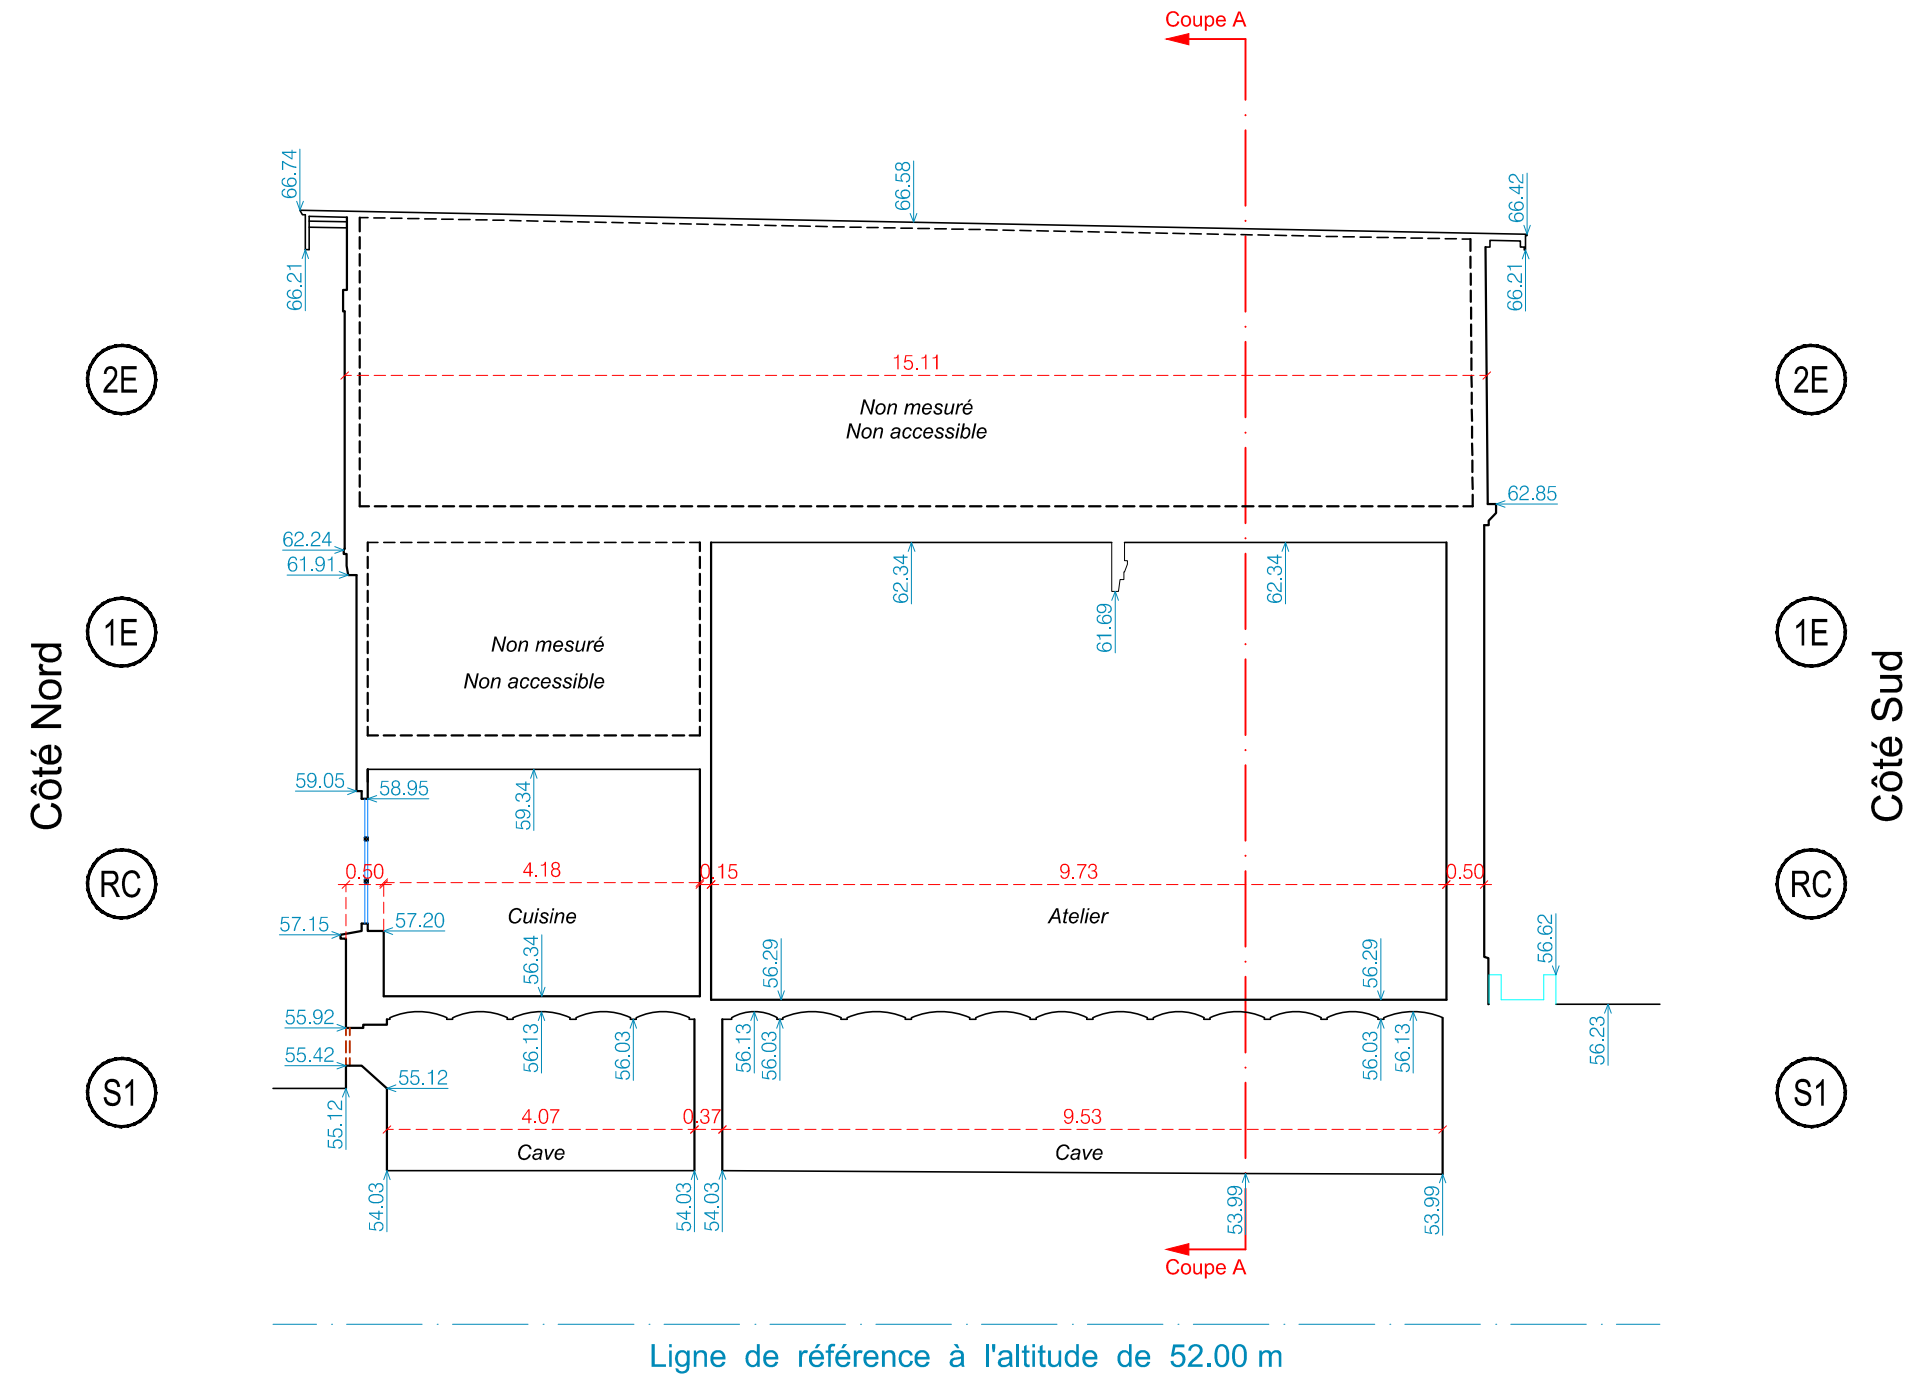 Coupe A
66.74
66.58
66.42
66.21
66.21
2E
2E
15.11
Non mesuré
Non accessible
62.85
62.24
61.91
62.34
62.34
61.69
1E
1E
Non mesuré
Non accessible
Côté Nord
Côté Sud
59.05
58.95
59.34
RC
RC
0.50
4.18
0.15
9.73
0.50
Cuisine
Atelier
57.15
57.20
56.34
56.29
56.29
56.62
55.92
56.13
56.03
56.13
56.03
56.03
56.13
56.23
55.42
55.12
55.12
S1
S1
4.07
0.37
9.53
Cave
Cave
54.03
54.03
54.03
53.99
53.99
Coupe A
Ligne de référence à l'altitude de 52.00 m